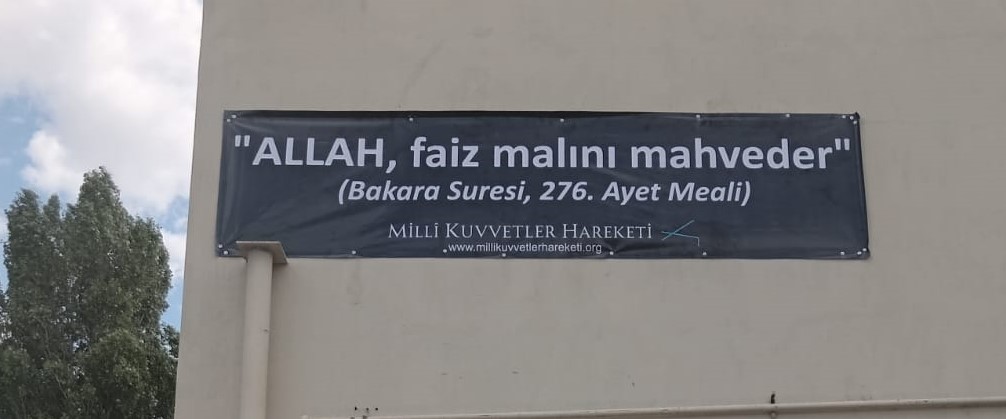 "ALLAH, faiz malını mahveder"
(Bakara Suresi, 276. Ayet Meali)
MİLLÎ KUVVETLER HAREKETİ
www.millikuvvetlerhareketi.org